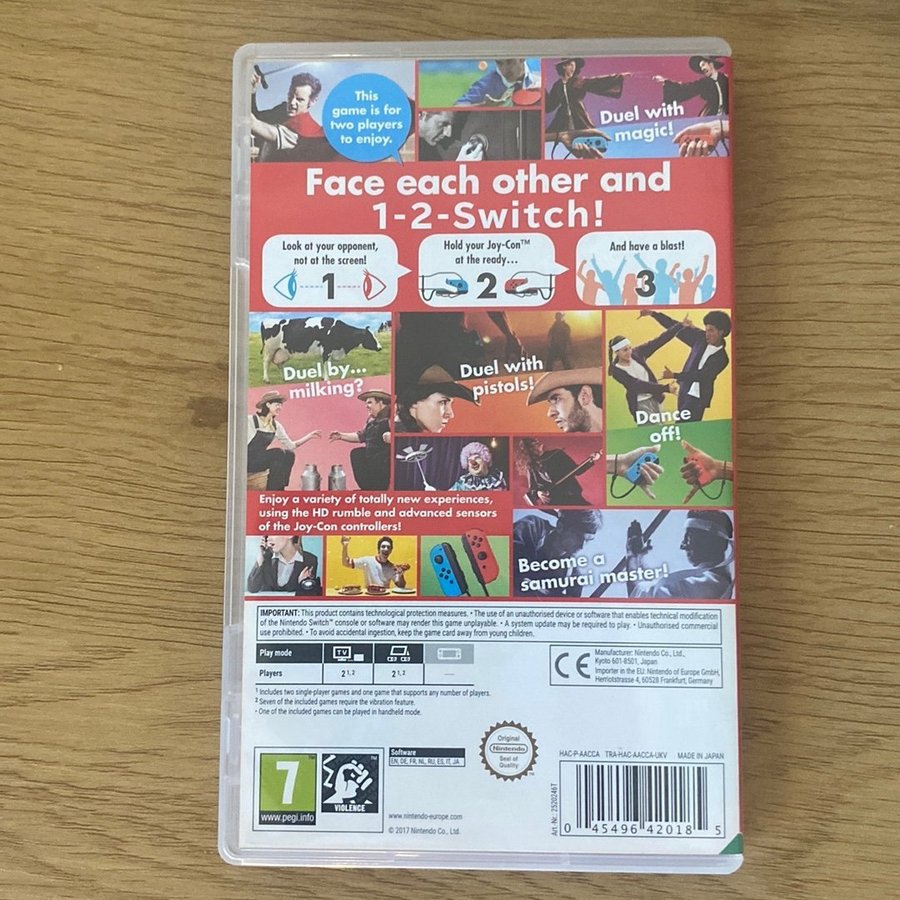 This
game is for
two players
to enjoy.
Duel with
magic!
Face each other and
1-2-Switch!
Look at your opponent,
not at the screen!
1
Hold your Joy-Con™
at the ready...
2
And have a blast!
3
Duel by...
milking?
Duel with
pistols!
Dance
off!
Enjoy a variety of totally new experiences,
using the HD rumble and advanced sensors
of the Joy-Con controllers!
Become a
samurai master!
IMPORTANT: This product contains technological protection measures. • The use of an unauthorised device or software that enables technical modification
of the Nintendo Switch™ console or software may render this game unplayable. • A system update may be required to play. • Unauthorised commercial
use prohibited. • To avoid accidental ingestion, keep the game card away from young children.
Play mode TV
Players 2 1, 2 2 1, 2 —
1 Includes two single-player games and one game that supports any number of players.
2 Seven of the included games require the vibration feature.
• One of the included games can be played in handheld mode.
CE
Manufacturer: Nintendo Co., Ltd.,
Kyoto 601-8501, Japan
Importer in the EU: Nintendo of Europe GmbH,
Herriotstrasse 4, 60528 Frankfurt, Germany
7
www.pegi.info
™
VIOLENCE
Software
EN, DE, FR, NL, RU, ES, IT, JA
www.nintendo-europe.com
© 2017 Nintendo Co., Ltd.
Original
Nintendo
Seal of
Quality
™
HAC-P-AACCA TRA-HAC-AACCA-UKV MADE IN JAPAN
Art.-Nr. 2520246T
0 45496 42018 5